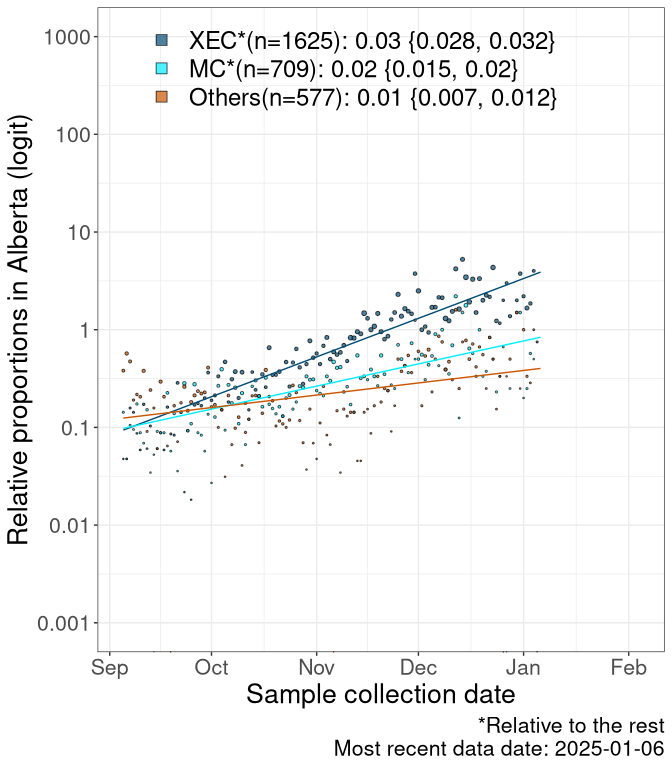 XEC*(n=1625): 0.03 {0.028, 0.032}
MC*(n=709): 0.02 {0.015, 0.02}
Others(n=577): 0.01 {0.007, 0.012}
Relative proportions in Alberta (logit)
1000
100
10
1
0.1
0.01
0.001
Sep Oct Nov Dec Jan Feb
Sample collection date
*Relative to the rest
Most recent data date: 2025-01-06